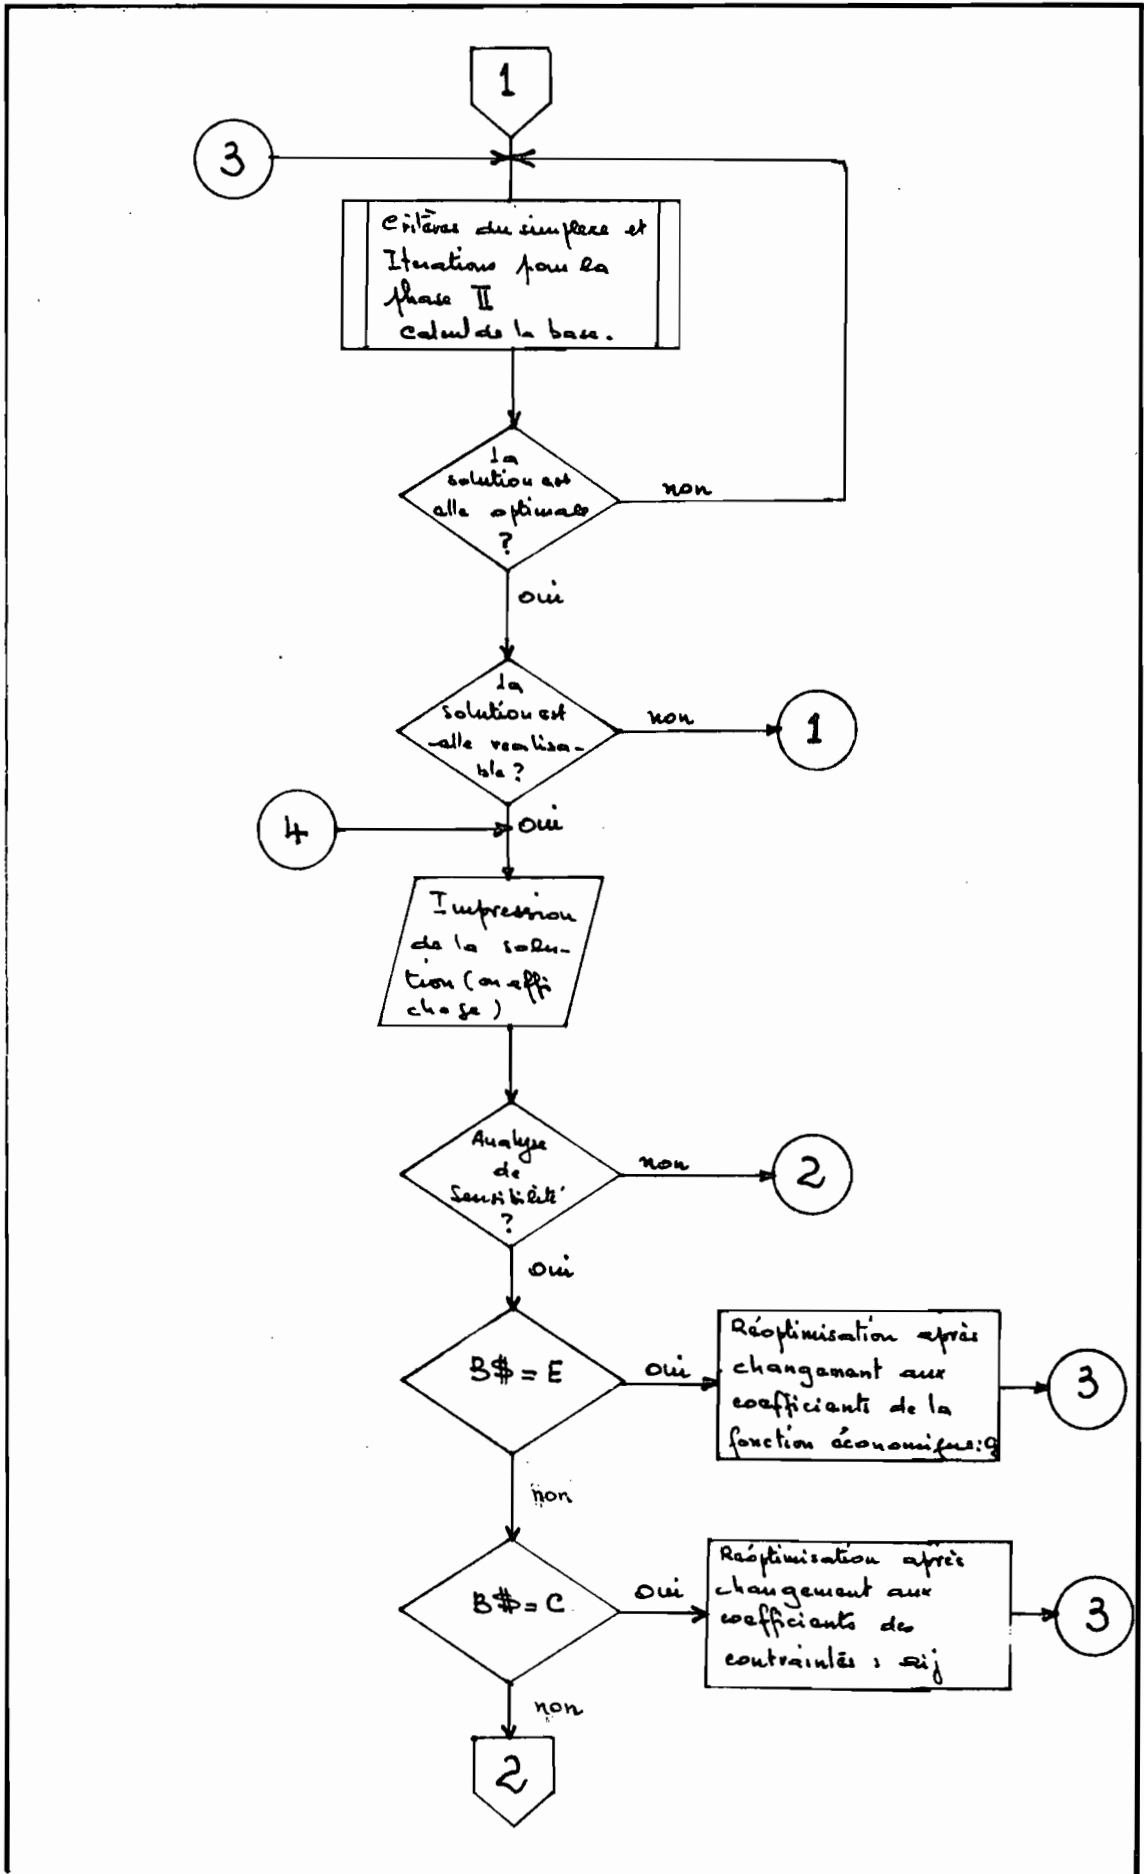 1
3
Critères du simplexe et
Iterations pour la
phase II
calcul de la base.
la
solution est
elle optimale
?
non
oui
la
solution est
-elle realisa-
ble ?
non
1
4
oui
Impression
de la solu-
tion (ou affi
chage)
Analyse
de
Sensibilité
?
non
2
oui
B$ = E
oui
Réoptimisation après
changement aux
coefficients de la
fonction économique :
3
non
B$ = C
oui
Réoptimisation après
changement aux
coefficients des
contraintes : aij
3
non
2